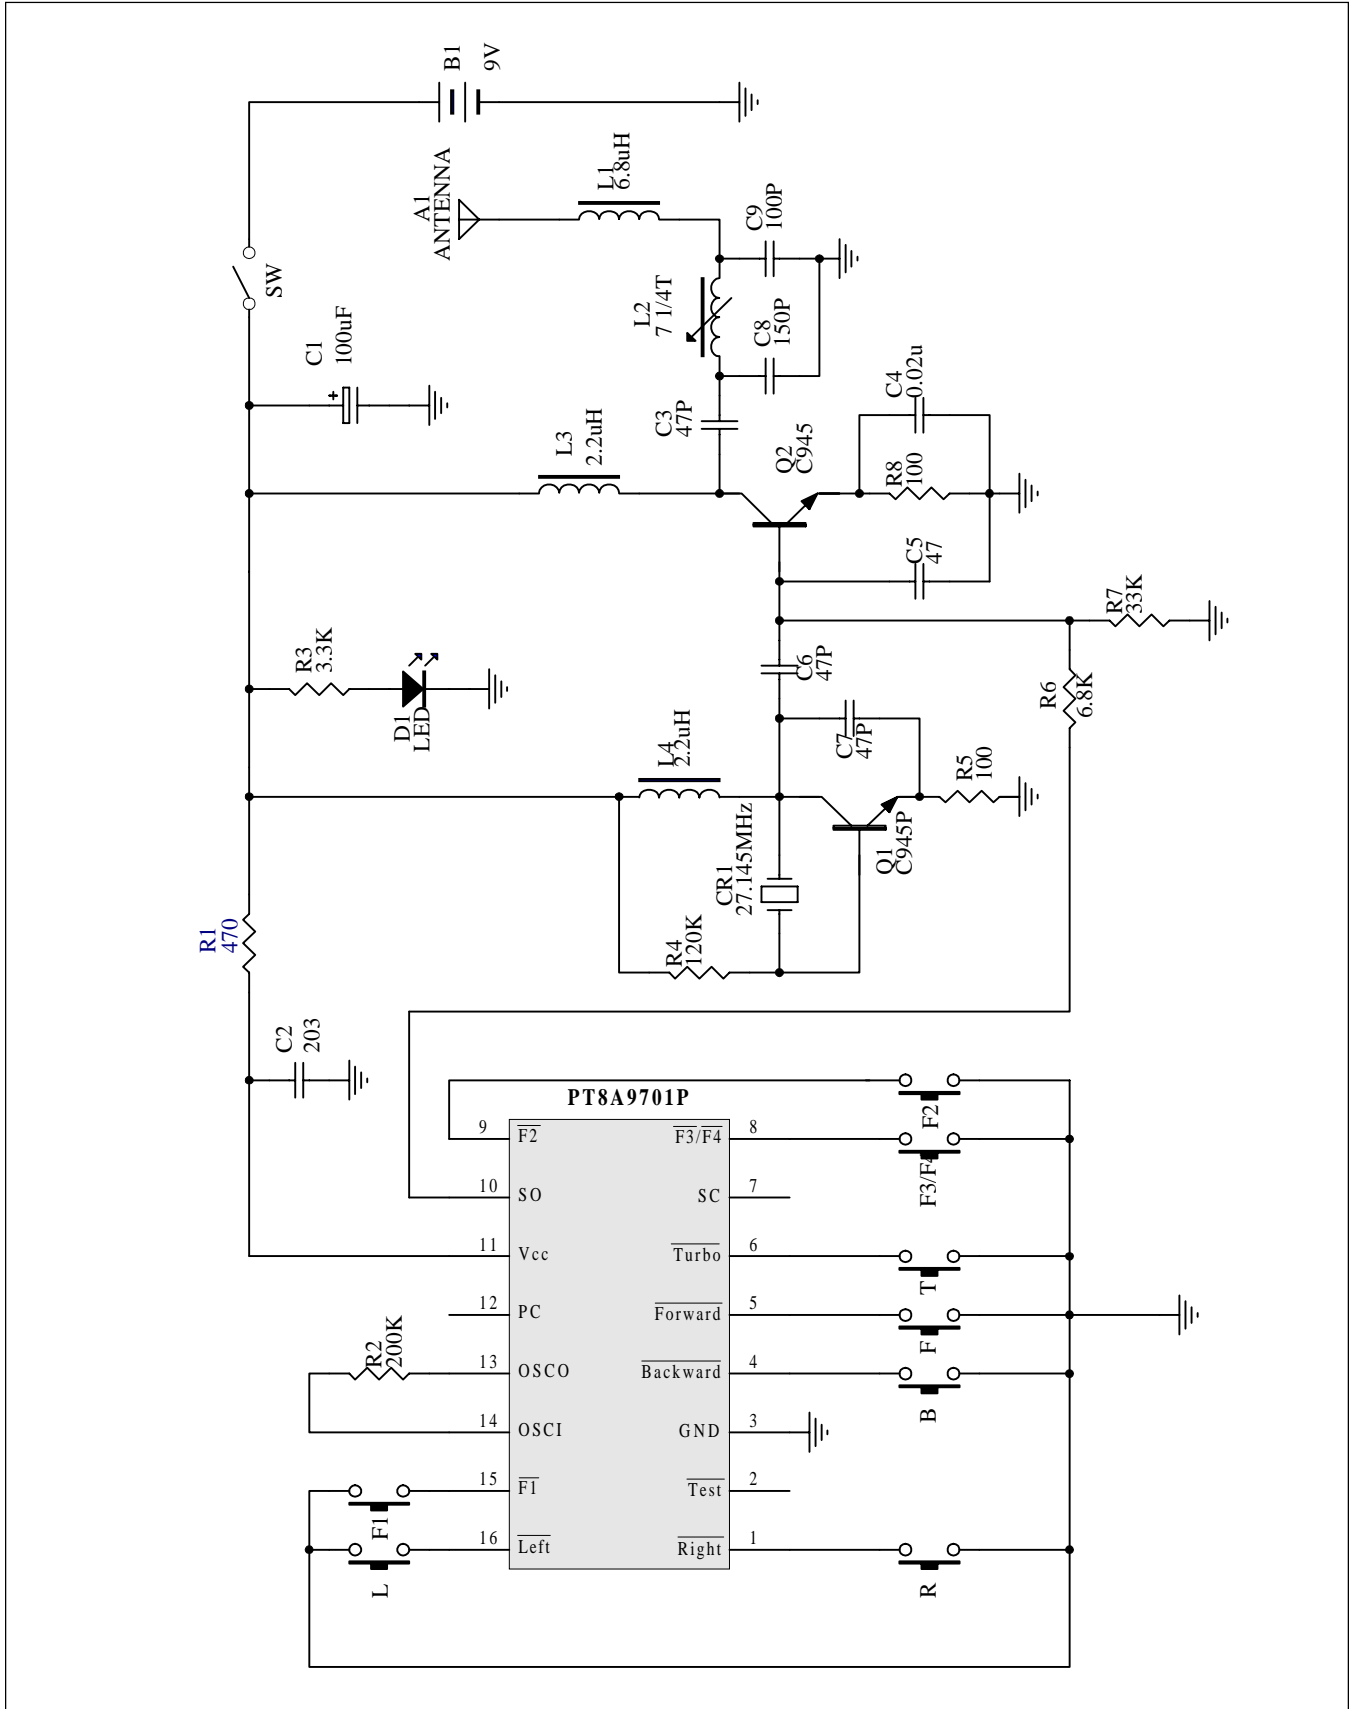 B1
9V
A1
ANTENNA
L1
6.8uH
C9
100P
SW
L2
7 1/4T
C8
150P
C1
100uF
+
L3
2.2uH
C3
47P
Q2
C945
C4
0.02u
R8
100
C5
47
R7
33K
R3
3.3K
D1
LED
C6
47P
R6
6.8K
L4
2.2uH
C7
47P
R5
100
CR1
27.145MHz
Q1
C945P
R1
470
R4
120K
C2
203
PT8A9701P
9 F2
F3/F4 8
F2
F3/F4
10 SO
SC 7
11 Vcc
Turbo 6
T
12 PC
Forward 5
F
R2
200K
13 OSCO
Backward 4
B
14 OSCI
GND 3
15 F1
Test 2
F1
16 Left
Right 1
L
R